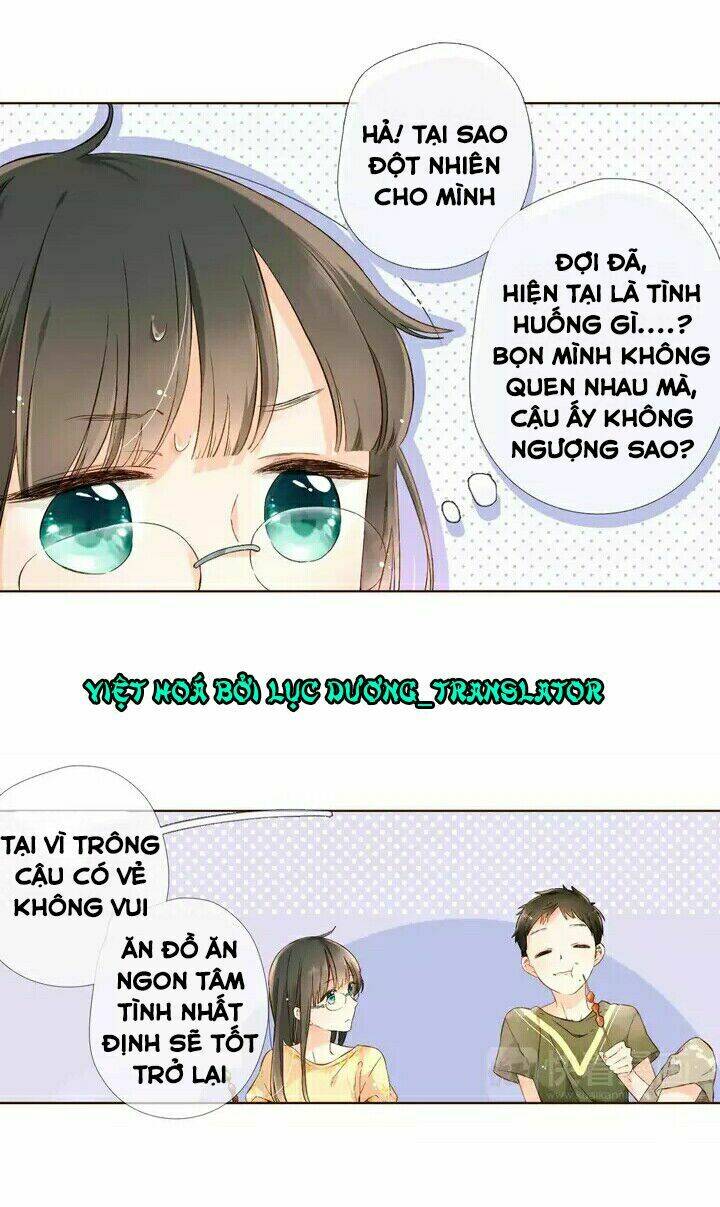 HẢ! TẠI SAO
ĐỘT NHIÊN
CHO MÌNH
ĐỢI ĐÃ,
HIỆN TẠI LÀ TÌNH
HUỐNG GÌ....?
BỌN MÌNH KHÔNG
QUEN NHAU MÀ,
CẬU ẤY KHÔNG
NGƯỢNG SAO?
VIỆT HOÁ BỞI LỤC DƯƠNG_TRANSLATOR
TẠI VÌ TRÔNG
CẬU CÓ VẺ
KHÔNG VUI
ĂN ĐỒ ĂN
NGON TÂM
TÌNH NHẤT
ĐỊNH SẼ TỐT
TRỞ LẠI